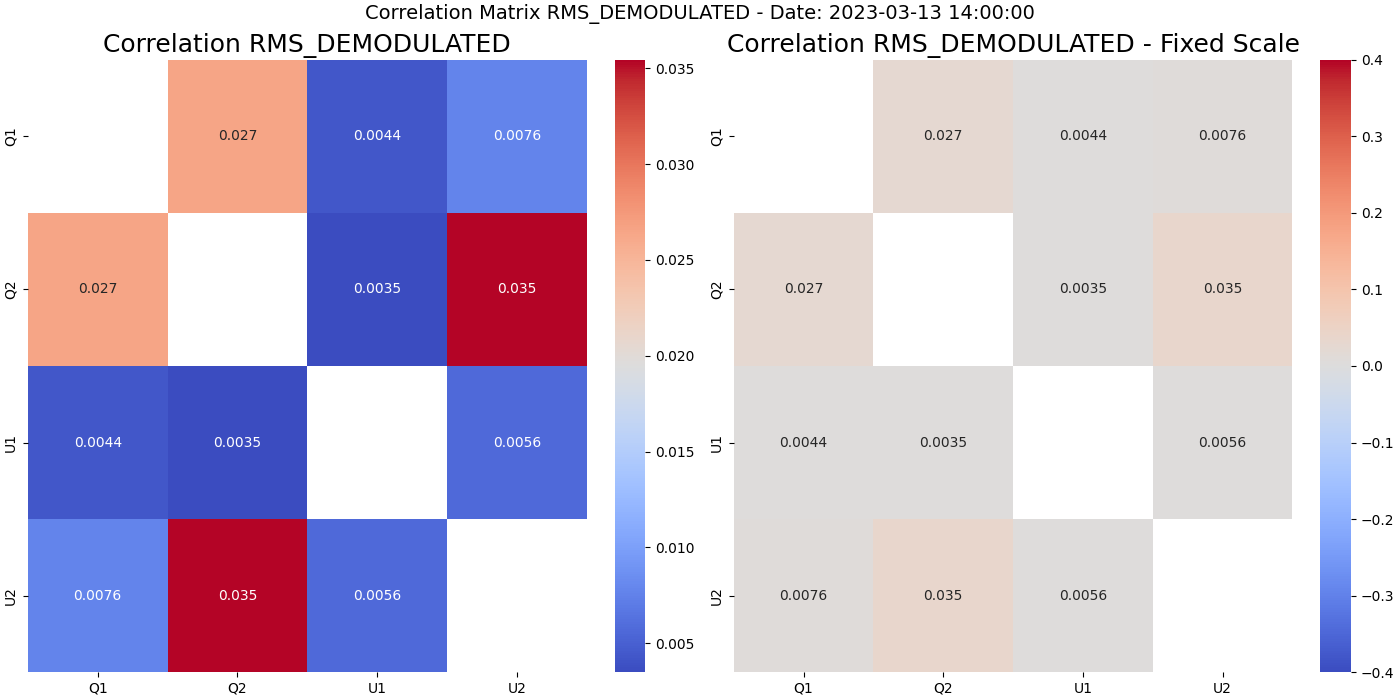 Correlation Matrix RMS_DEMODULATED - Date: 2023-03-13 14:00:00
Correlation RMS_DEMODULATED
Q1
0.027
0.0044
0.0076
Q2
0.027
0.0035
0.035
U1
0.0044
0.0035
0.0056
U2
0.0076
0.035
0.0056
Q1
Q2
U1
U2
0.035
0.030
0.025
0.020
0.015
0.010
0.005
Correlation RMS_DEMODULATED - Fixed Scale
Q1
0.027
0.0044
0.0076
Q2
0.027
0.0035
0.035
U1
0.0044
0.0035
0.0056
U2
0.0076
0.035
0.0056
Q1
Q2
U1
U2
0.4
0.3
0.2
0.1
0.0
−0.1
−0.2
−0.3
−0.4